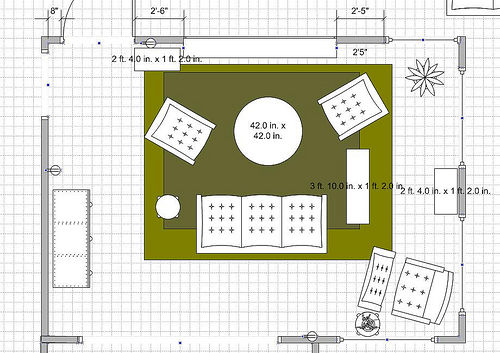 8"
2'-6"
2'-5"
2'5"
2 ft. 4.0 in. x 1 ft. 2.0 in.
42.0 in. x
42.0 in.
3 ft. 10.0 in. x 1 ft. 2.0 in.
2 ft. 4.0 in. x 1 ft. 2.0 in.